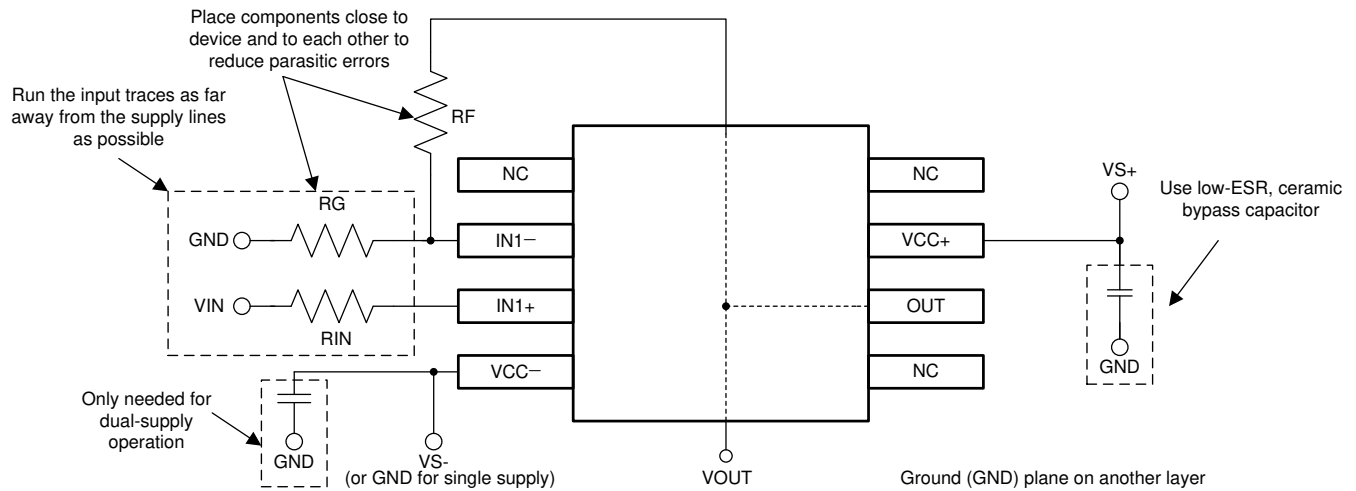 Place components close to
device and to each other to
reduce parasitic errors
Run the input traces as far
away from the supply lines
as possible
RF
NC
NC
VS+
Use low-ESR, ceramic
bypass capacitor
RG
GND
IN1−
VCC+
VIN
IN1+
OUT
RIN
VCC−
NC
GND
Only needed for
dual-supply
operation
GND
VS-
(or GND for single supply)
VOUT
Ground (GND) plane on another layer